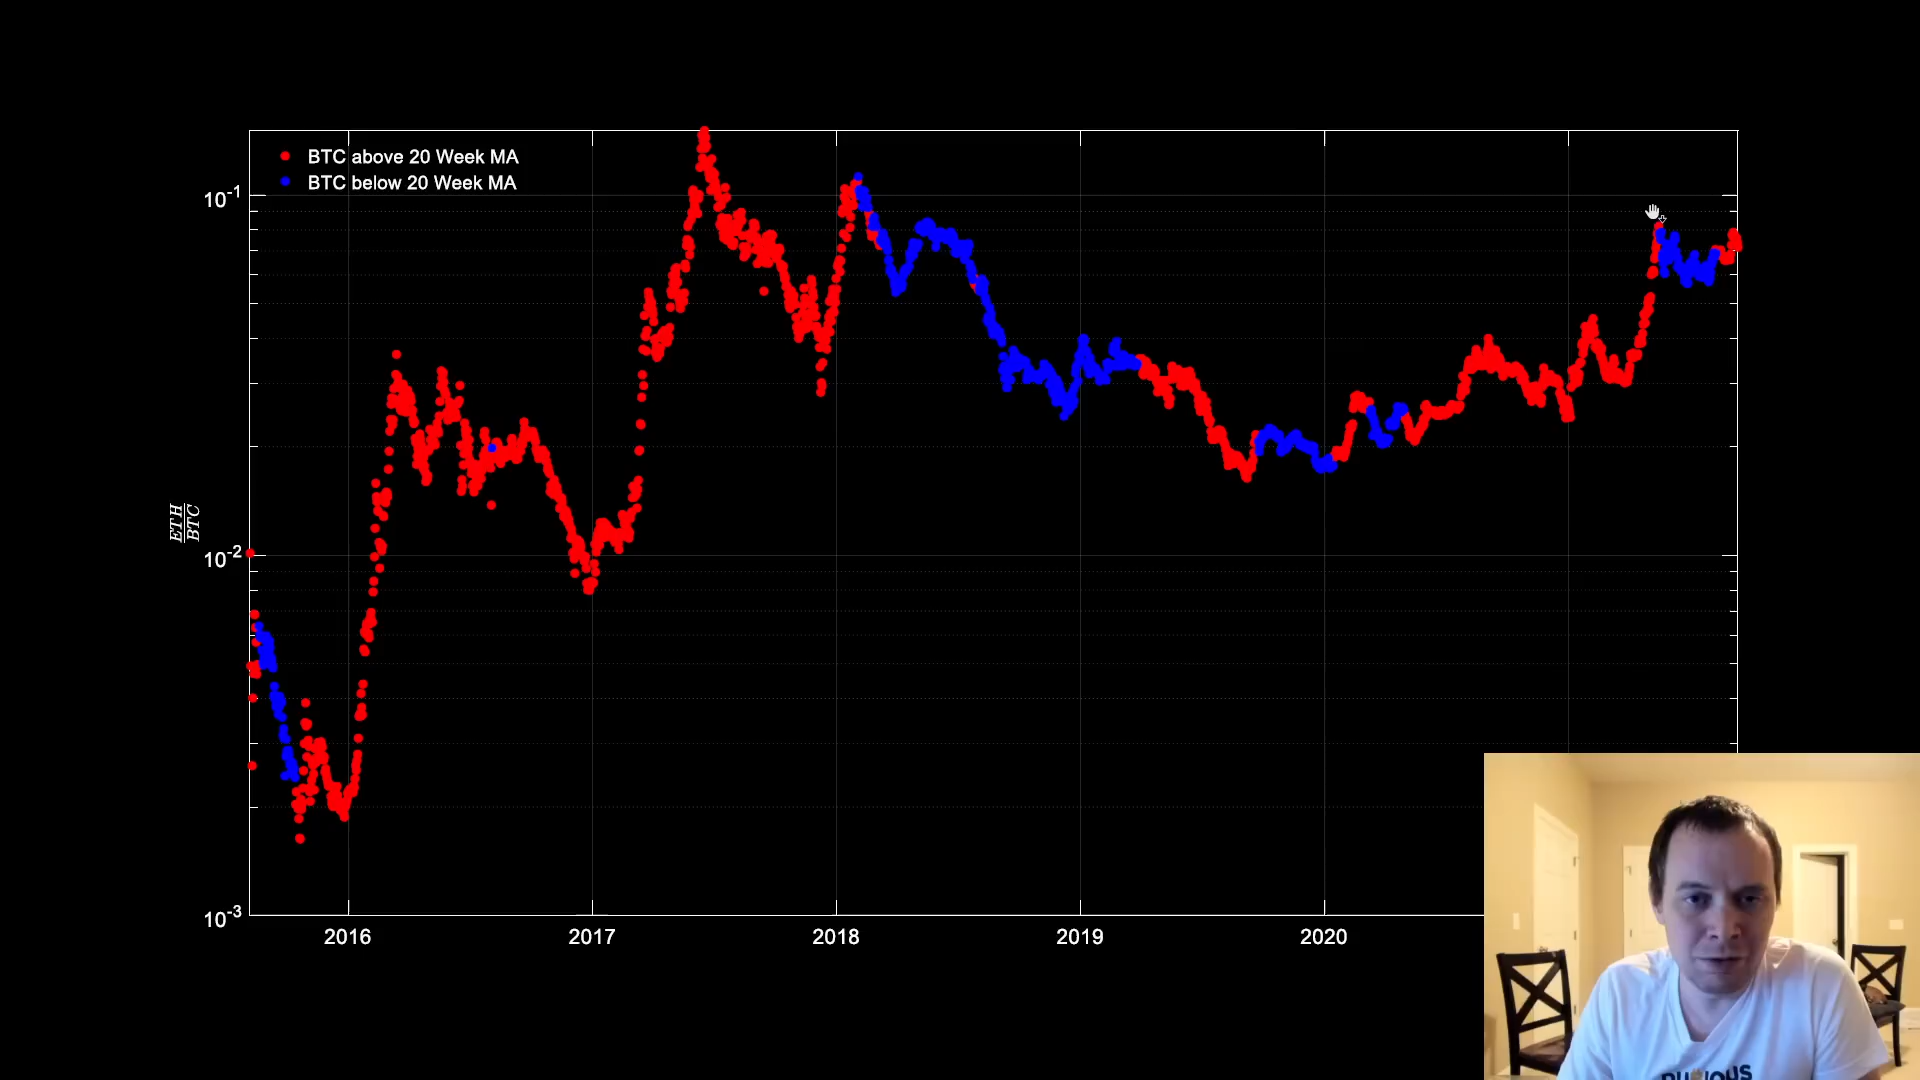 BTC above 20 Week MA
BTC below 20 Week MA
10-1
ETH
BTC
10-2
10-3
2016 2017 2018 2019 2020